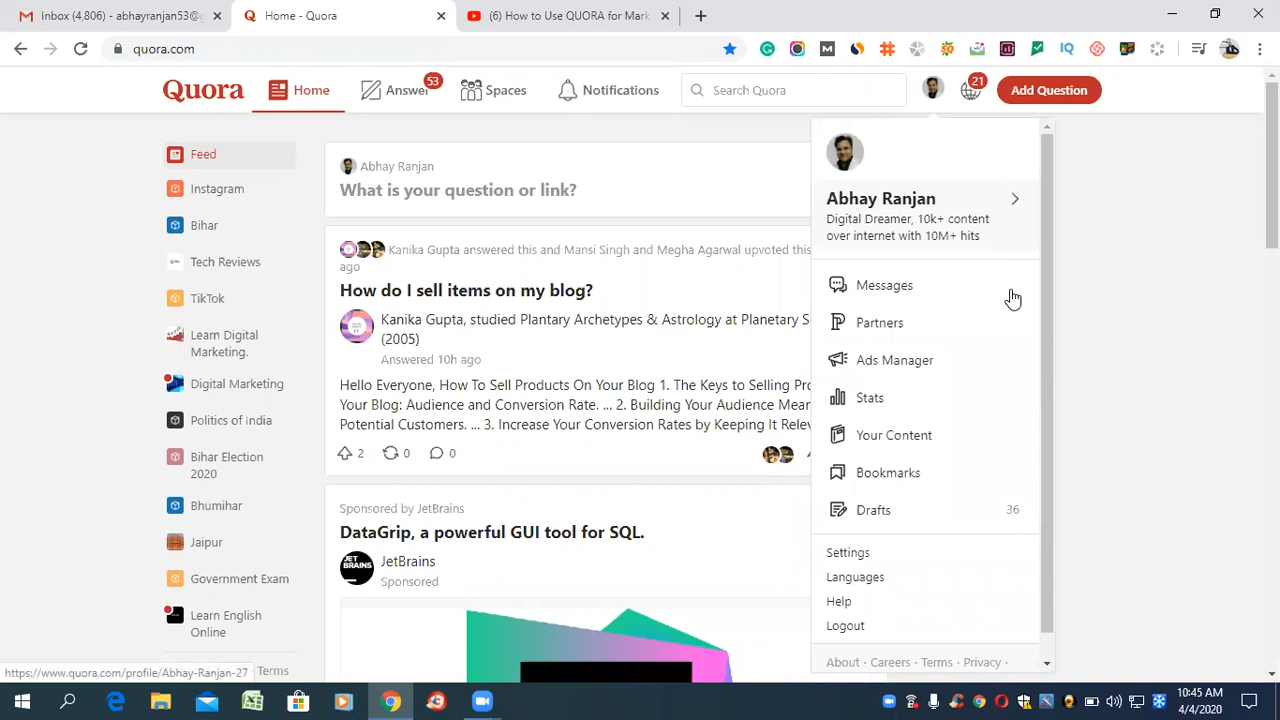 Inbox (4,806) - abhayranjan53@g
Home - Quora
(6) How to Use QUORA for Mark
quora.com
Quora
Home
Answer
53
Spaces
Notifications
Search Quora
21
Add Question
Feed
Instagram
Bihar
Tech Reviews
TikTok
Learn Digital
Marketing.
Digital Marketing
Politics of India
Bihar Election
2020
Bhumihar
Jaipur
Government Exam
Learn English
Online
Terms
Abhay Ranjan
What is your question or link?
Kanika Gupta answered this and Mansi Singh and Megha Agarwal upvoted this
ago
How do I sell items on my blog?
Kanika Gupta, studied Plantary Archetypes & Astrology at Planetary S
(2005)
Answered 10h ago
Hello Everyone, How To Sell Products On Your Blog 1. The Keys to Selling Pro
Your Blog: Audience and Conversion Rate. ... 2. Building Your Audience Mean
Potential Customers. ... 3. Increase Your Conversion Rates by Keeping It Relev
2
0
0
Sponsored by JetBrains
DataGrip, a powerful GUI tool for SQL.
JET
BRAINS
JetBrains
Sponsored
Abhay Ranjan
Digital Dreamer, 10k+ content
over internet with 10M+ hits
Messages
Partners
Ads Manager
Stats
Your Content
Bookmarks
Drafts 36
Settings
Languages
Help
Logout
About · Careers · Terms · Privacy ·
https://www.quora.com/profile/Abhay-Ranjan-27
10:45 AM
4/4/2020